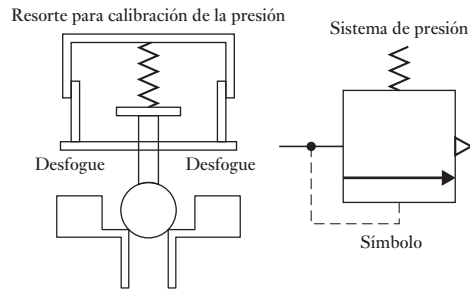 Resorte para calibración de la presión
Sistema de presión
Desfogue
Desfogue
Símbolo